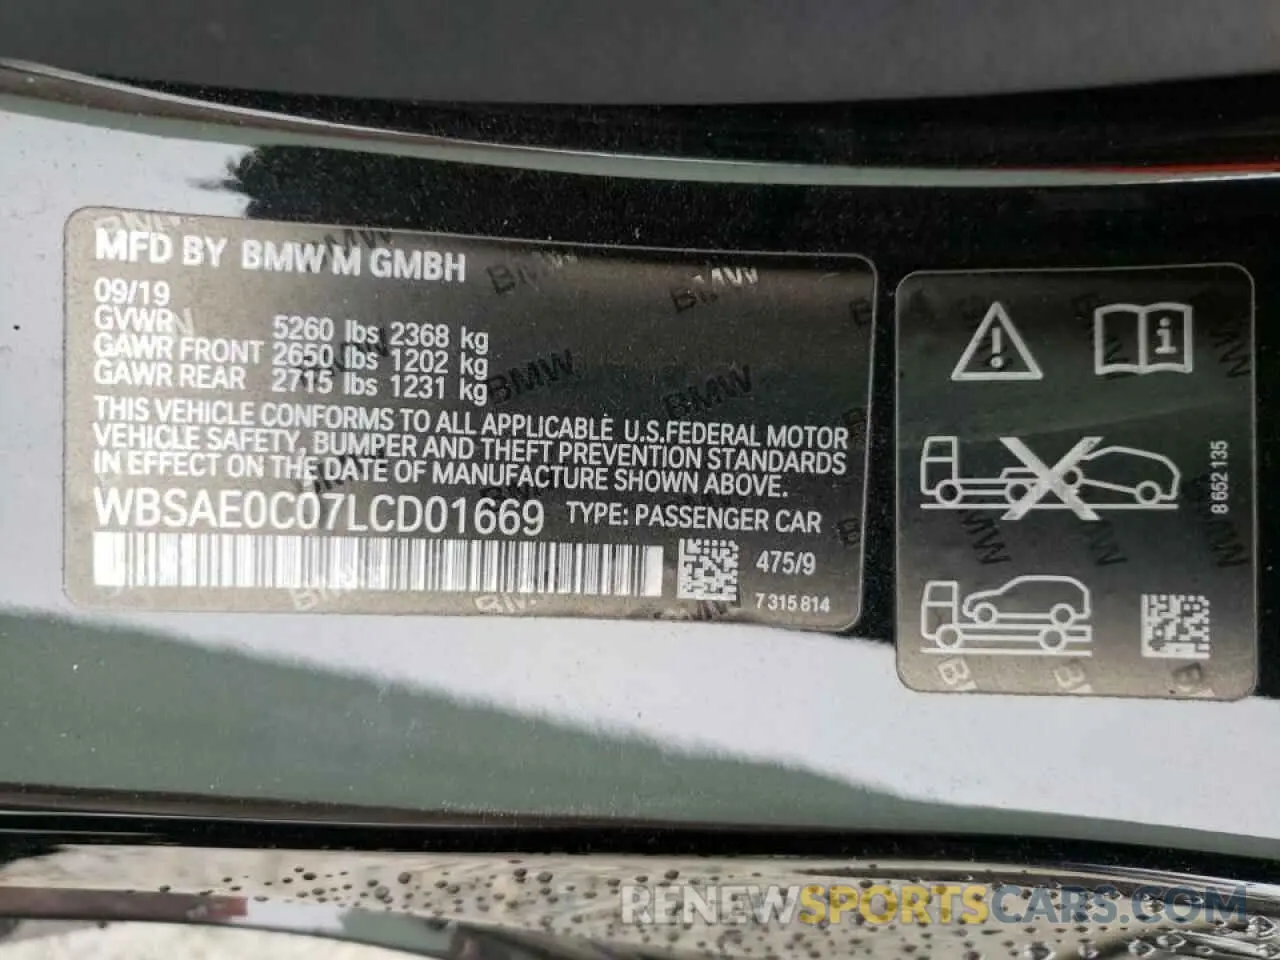 MFD BY BMW M GMBH
09/19
GVWR 5260 lbs 2368 kg
GAWR FRONT 2650 lbs 1202 kg
GAWR REAR 2715 lbs 1231 kg
THIS VEHICLE CONFORMS TO ALL APPLICABLE U.S.FEDERAL MOTOR
VEHICLE SAFETY, BUMPER AND THEFT PREVENTION STANDARDS
IN EFFECT ON THE DATE OF MANUFACTURE SHOWN ABOVE.
WBSAE0C07LCD01669 TYPE: PASSENGER CAR
475/9
7 315 814
8 652 135
RENEWSPORTSCARS.COM